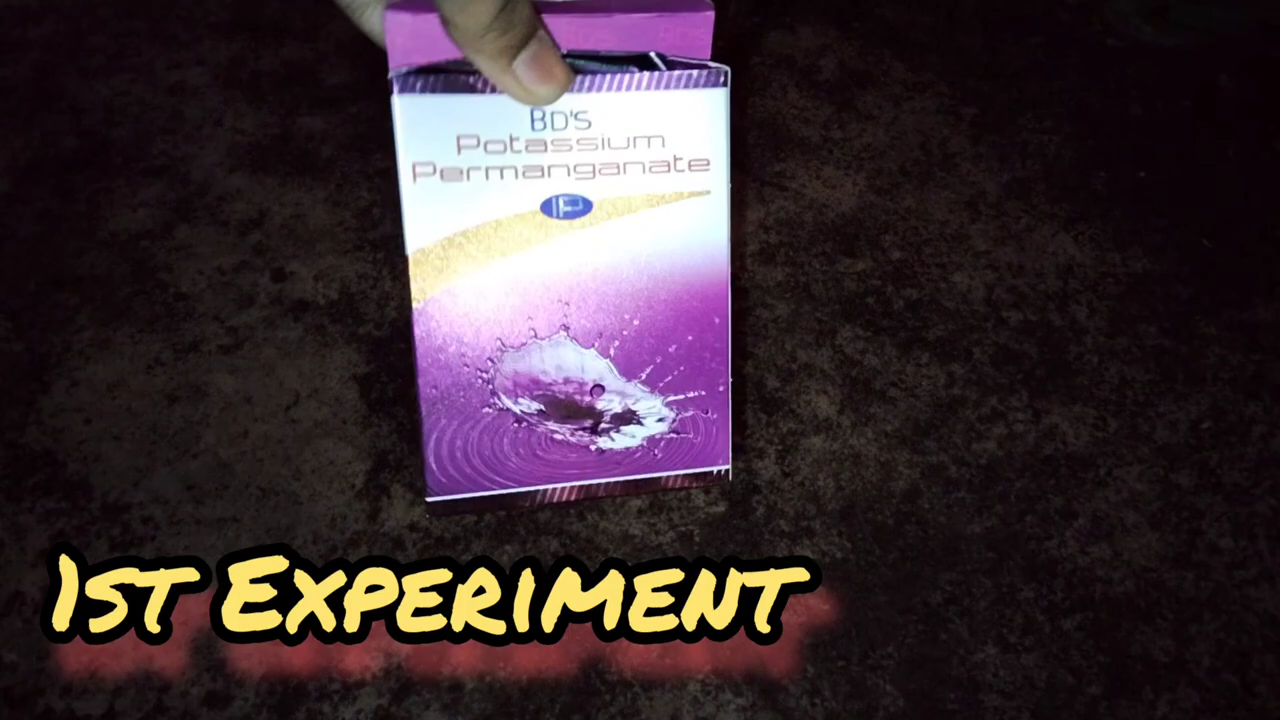 BD'S
Potassium
Permanganate
IP
1st Experiment